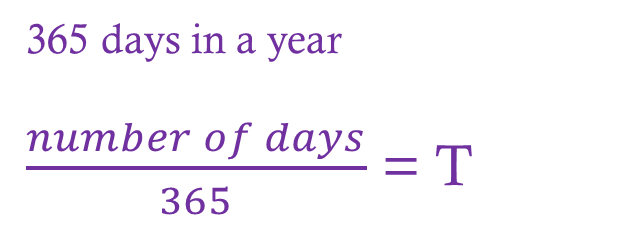 365 days in a year
number of days
365
= T